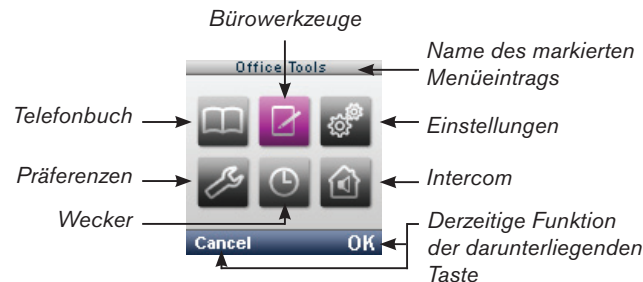 Bürowerkzeuge
Office Tools
Name des markierten
Menüeintrags
Telefonbuch
Einstellungen
Präferenzen
Intercom
Wecker
Cancel
OK
Derzeitige Funktion
der darunterliegenden
Taste